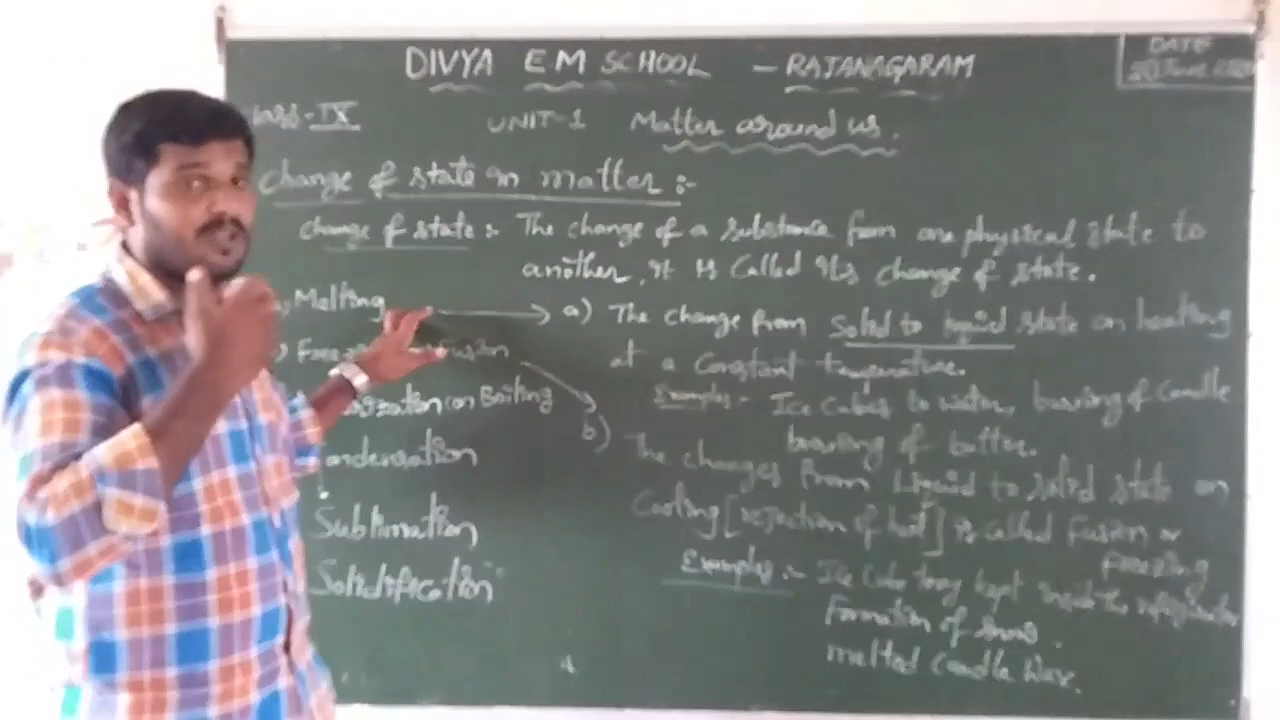 DIVYA E.M SCHOOL - RAJANAGARAM
DATE
-IX
UNIT-1 Matter around us.
change of state in matter :-
change of state :- The change of a substance from one physical state to
another, it is called its change of state.
Melting
a) The change from Solid to liquid state on heating
at a Constant temperature.
Fusion
Examples :- Ice Cubes to water, burning of Candle
burning of butter.
Boiling
b) The changes from Liquid to solid state on
Cooling [rejection of heat] is called Fusion or
freezing
ondensation
Sublimation
Solidification
Examples :- Ice Cube tray kept inside the refrigerator
Formation of snow.
melted Candle Wax.